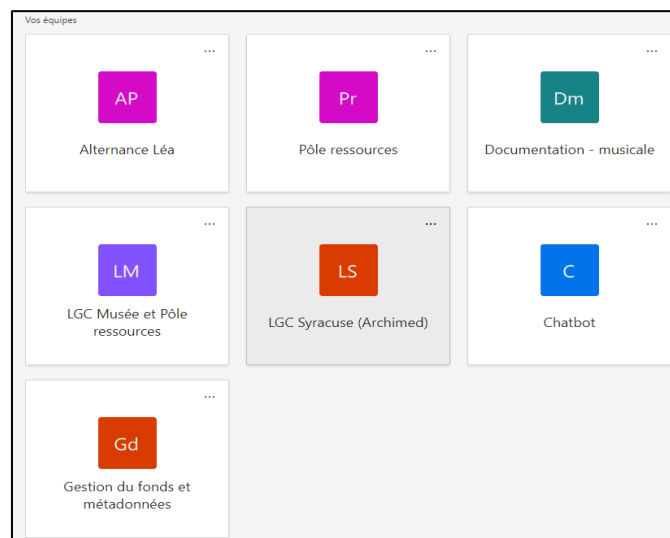 Vos équipes
...
...
...
AP
Pr
Dm
Alternance Léa
Pôle ressources
Documentation - musicale
...
...
...
LM
LS
C
LGC Musée et Pôle
ressources
LGC Syracuse (Archimed)
Chatbot
...
Gd
Gestion du fonds et
métadonnées